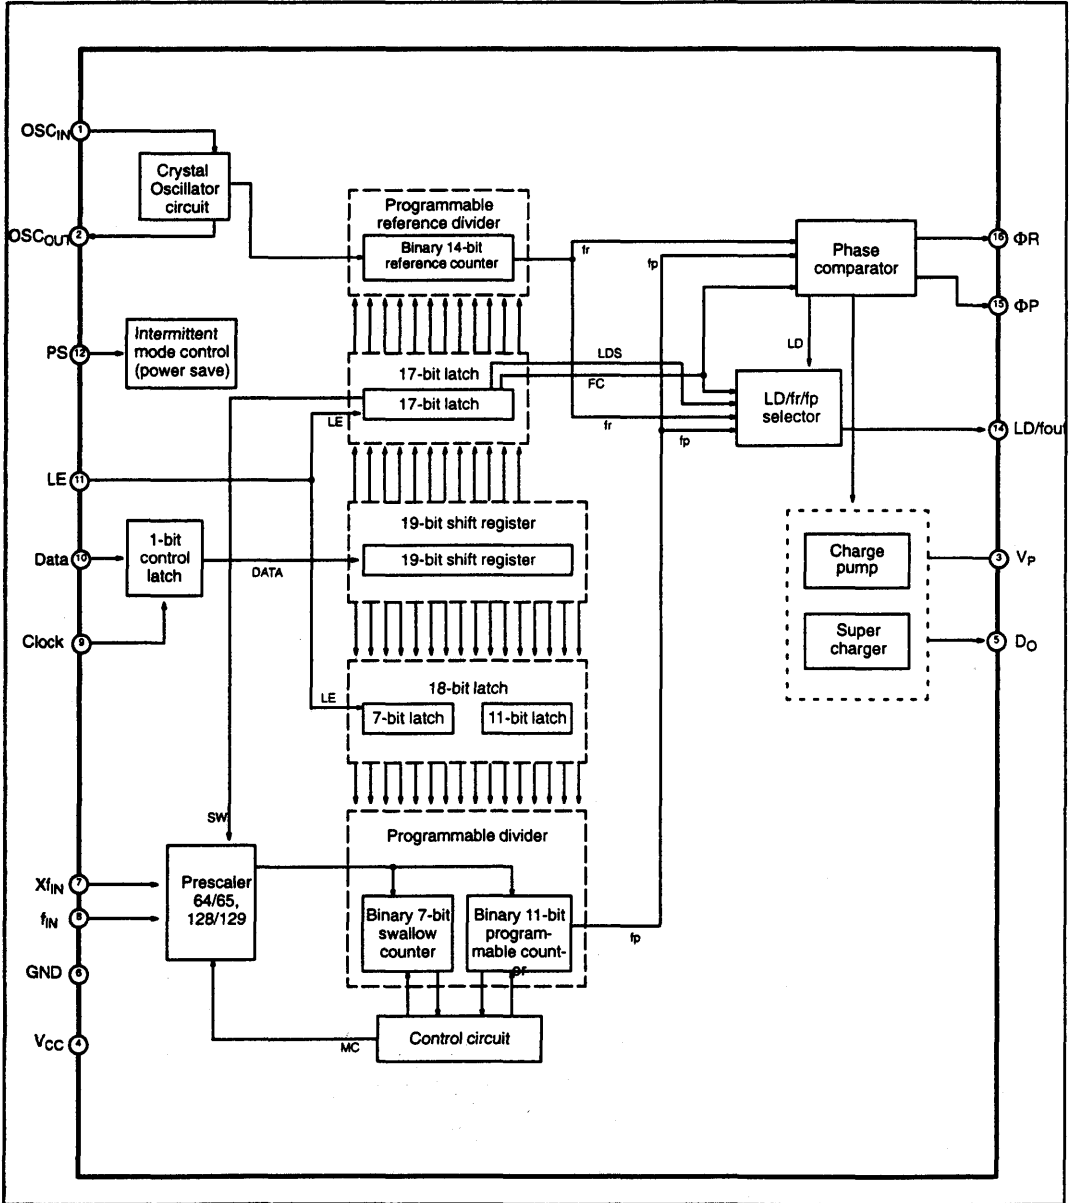 OSCIN
1
Crystal
Oscillator
circuit
OSCOUT
2
Programmable
reference divider
Binary 14-bit
reference counter
fr
fp
Phase
comparator
16
ΦR
15
ΦP
PS
12
Intermittent
mode control
(power save)
17-bit latch
17-bit latch
LE
LDS
FC
LD
LD/fr/fp
selector
fr
fp
14
LD/fout
LE
11
19-bit shift register
19-bit shift register
Data
10
1-bit
control
latch
DATA
Clock
9
Charge
pump
3
VP
Super
charger
5
DO
18-bit latch
LE
7-bit latch
11-bit latch
SW
Programmable divider
XfIN
7
fIN
8
Prescaler
64/65,
128/129
Binary 7-bit
swallow
counter
Binary 11-bit
program-
mable count-
er
fp
GND
6
VCC
4
MC
Control circuit